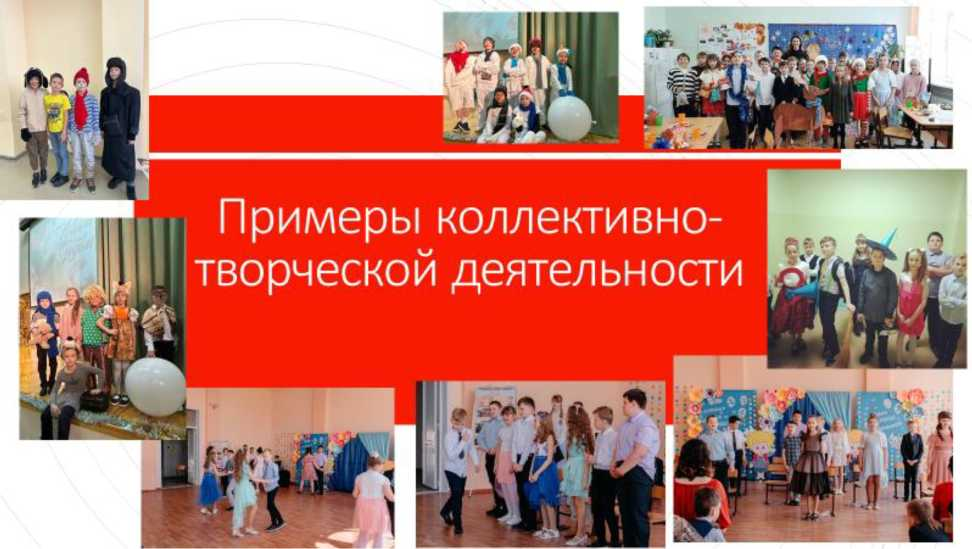 Примеры коллективно-
творческой деятельности